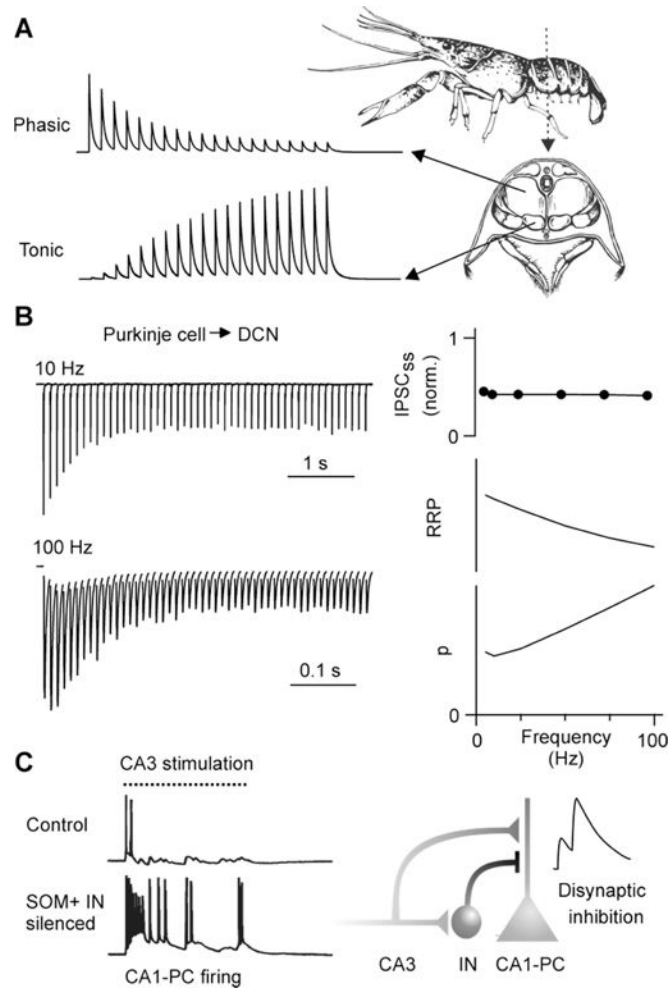 A
Phasic
Tonic
B
Purkinje cell → DCN
10 Hz
1 s
100 Hz
0.1 s
1
IPSCss
(norm.)
0
RRP
p
0
0
100
Frequency
(Hz)
C
CA3 stimulation
Control
SOM+ IN
silenced
CA1-PC firing
Disynaptic
inhibition
CA3 IN CA1-PC